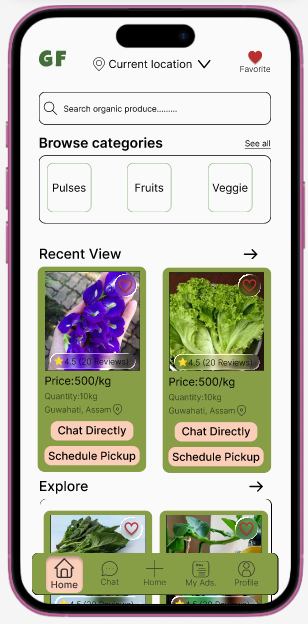 GF
Current location
Favorite
Search organic produce.........
Browse categories
See all
Pulses
Fruits
Veggie
Recent View
4.5 (20 Reviews)
4.5 (20 Reviews)
Price:500/kg
Quantity:10kg
Guwahati, Assam
Chat Directly
Schedule Pickup
Price:500/kg
Quantity:10kg
Guwahati, Assam
Chat Directly
Schedule Pickup
Explore
Home
Chat
Home
My Ads.
Profile